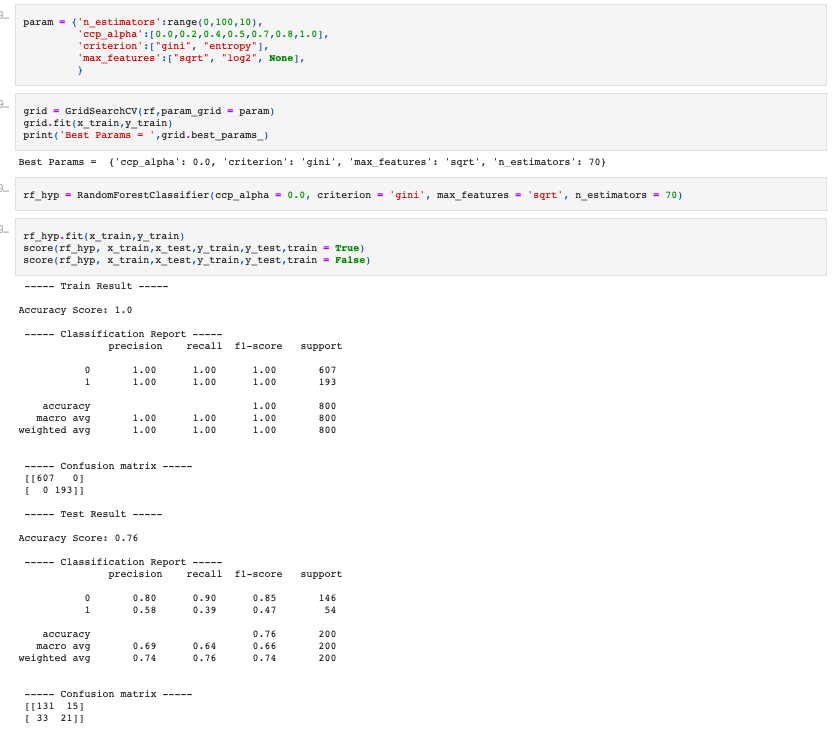 param = {'n_estimators':range(0,100,10),
'ccp_alpha':[0.0,0.2,0.4,0.5,0.7,0.8,1.0],
'criterion':["gini", "entropy"],
'max_features':["sqrt", "log2", None],
}
grid = GridSearchCV(rf,param_grid = param)
grid.fit(x_train,y_train)
print('Best Params = ',grid.best_params_)
Best Params =  {'ccp_alpha': 0.0, 'criterion': 'gini', 'max_features': 'sqrt', 'n_estimators': 70}
rf_hyp = RandomForestClassifier(ccp_alpha = 0.0, criterion = 'gini', max_features = 'sqrt', n_estimators = 70)
rf_hyp.fit(x_train,y_train)
score(rf_hyp, x_train,x_test,y_train,y_test,train = True)
score(rf_hyp, x_train,x_test,y_train,y_test,train = False)
----- Train Result -----
Accuracy Score: 1.0
----- Classification Report -----
precision recall f1-score support
0 1.00 1.00 1.00 607
1 1.00 1.00 1.00 193
accuracy 1.00 800
macro avg 1.00 1.00 1.00 800
weighted avg 1.00 1.00 1.00 800
----- Confusion matrix -----
[[607   0]
[  0 193]]
----- Test Result -----
Accuracy Score: 0.76
----- Classification Report -----
precision recall f1-score support
0 0.80 0.90 0.85 146
1 0.58 0.39 0.47 54
accuracy 0.76 200
macro avg 0.69 0.64 0.66 200
weighted avg 0.74 0.76 0.74 200
----- Confusion matrix -----
[[131  15]
[ 33  21]]